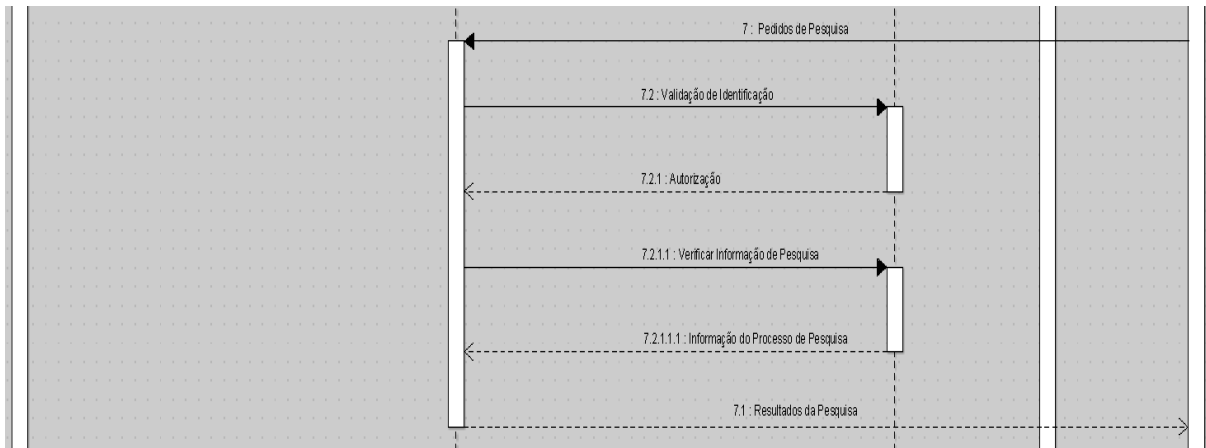 7 : Pedidos de Pesquisa
7.2 : Validação de Identificação
7.2.1 : Autorização
7.2.1.1 : Verificar Informação de Pesquisa
7.2.1.1.1 : Informação do Processo de Pesquisa
7.1 : Resultados da Pesquisa